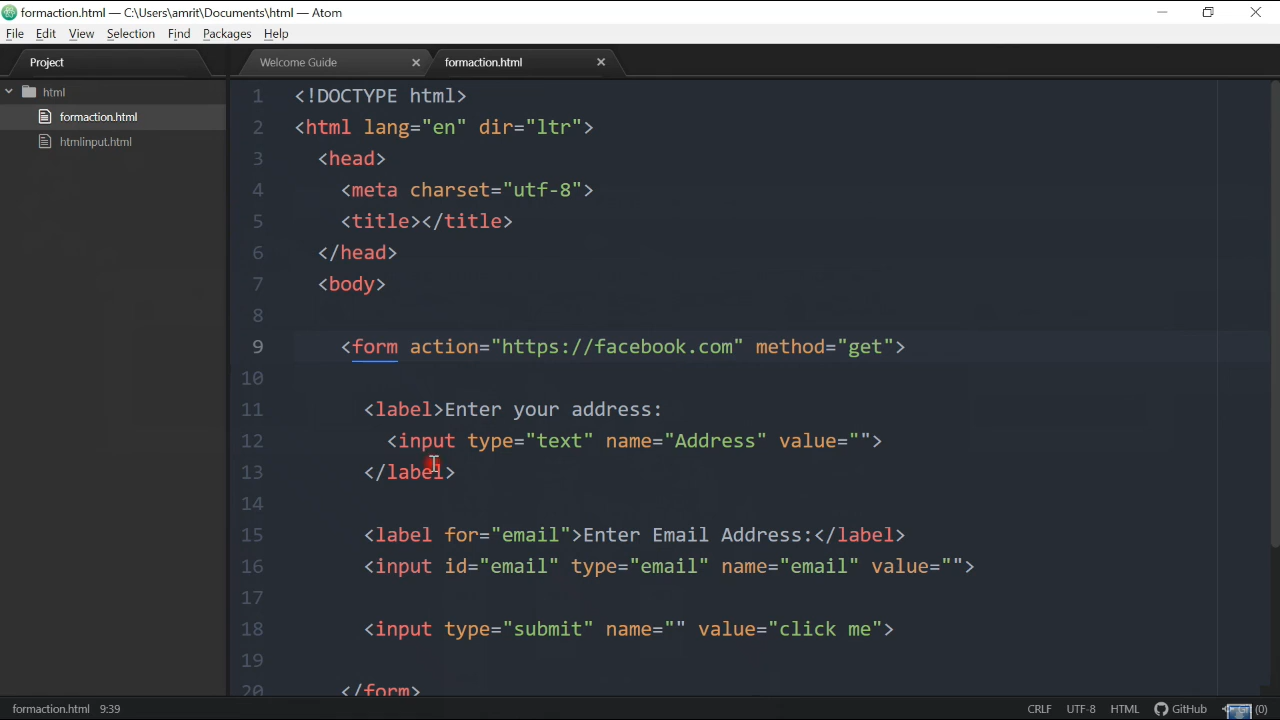 formaction.html — C:\Users\amrit\Documents\html — Atom
File Edit View Selection Find Packages Help
Project
Welcome Guide
formaction.html
html
formaction.html
htmlinput.html
1 <!DOCTYPE html>
2 <html lang="en" dir="ltr">
3 <head>
4 <meta charset="utf-8">
5 <title></title>
6 </head>
7 <body>
8
9 <form action="https://facebook.com" method="get">
10
11 <label>Enter your address:
12 <input type="text" name="Address" value="">
13 </label>
14
15 <label for="email">Enter Email Address:</label>
16 <input id="email" type="email" name="email" value="">
17
18 <input type="submit" name="" value="click me">
19
20 </form>
formaction.html 9:39 CRLF UTF-8 HTML GitHub (0)